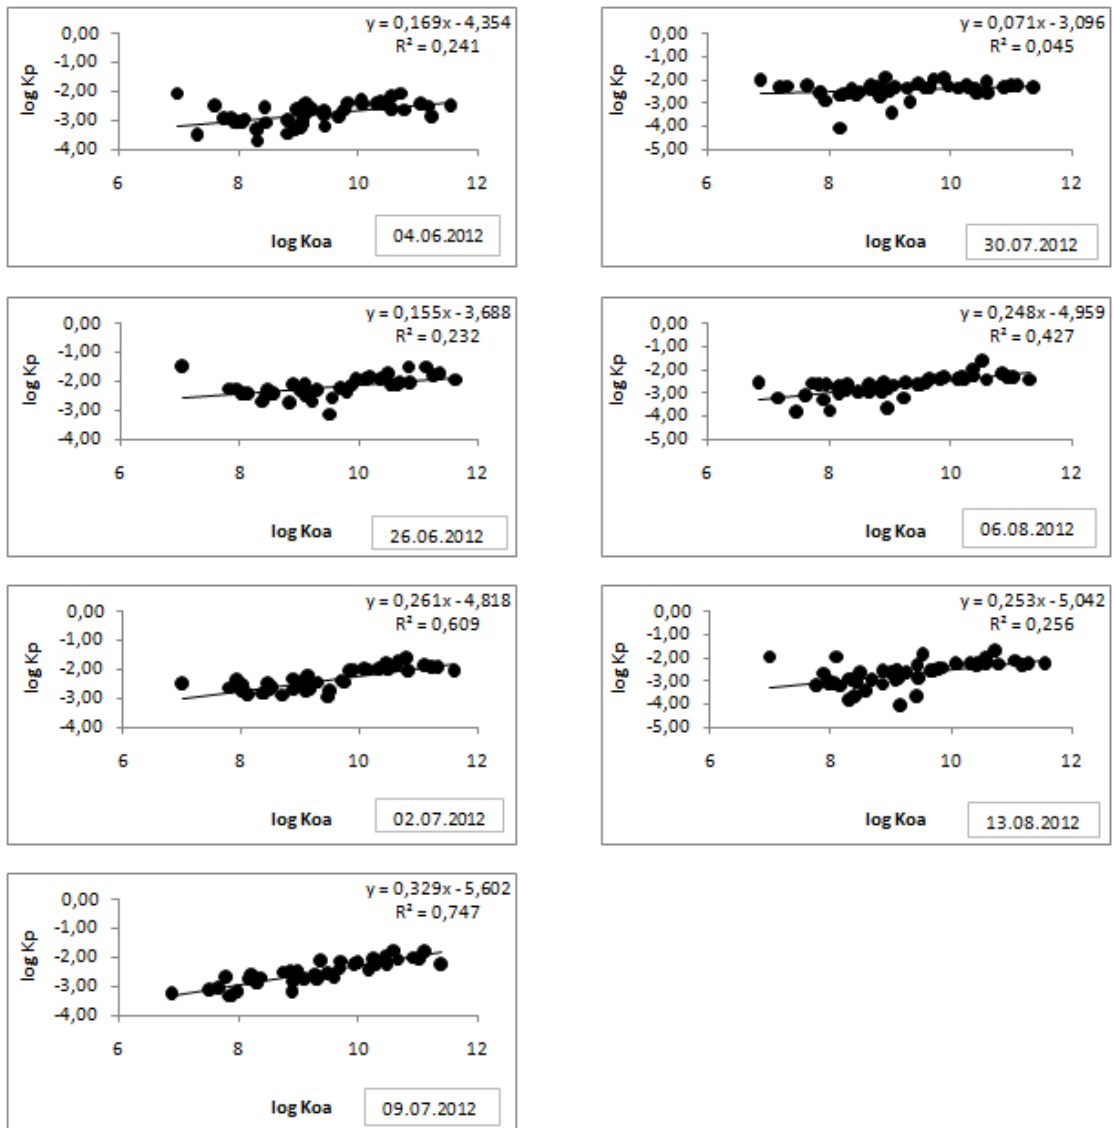 y = 0,169x - 4,354
R² = 0,241
0,00
-1,00
-2,00
-3,00
-4,00
log Kp
6 8 10 12
log Koa
04.06.2012
y = 0,071x - 3,096
R² = 0,045
0,00
-1,00
-2,00
-3,00
-4,00
-5,00
log Kp
6 8 10 12
log Koa
30.07.2012
y = 0,155x - 3,688
R² = 0,232
0,00
-1,00
-2,00
-3,00
-4,00
log Kp
6 8 10 12
log Koa
26.06.2012
y = 0,248x - 4,959
R² = 0,427
0,00
-1,00
-2,00
-3,00
-4,00
-5,00
log Kp
6 8 10 12
log Koa
06.08.2012
y = 0,261x - 4,818
R² = 0,609
0,00
-1,00
-2,00
-3,00
-4,00
log Kp
6 8 10 12
log Koa
02.07.2012
y = 0,253x - 5,042
R² = 0,256
0,00
-1,00
-2,00
-3,00
-4,00
-5,00
log Kp
6 8 10 12
log Koa
13.08.2012
y = 0,329x - 5,602
R² = 0,747
0,00
-1,00
-2,00
-3,00
-4,00
log Kp
6 8 10 12
log Koa
09.07.2012